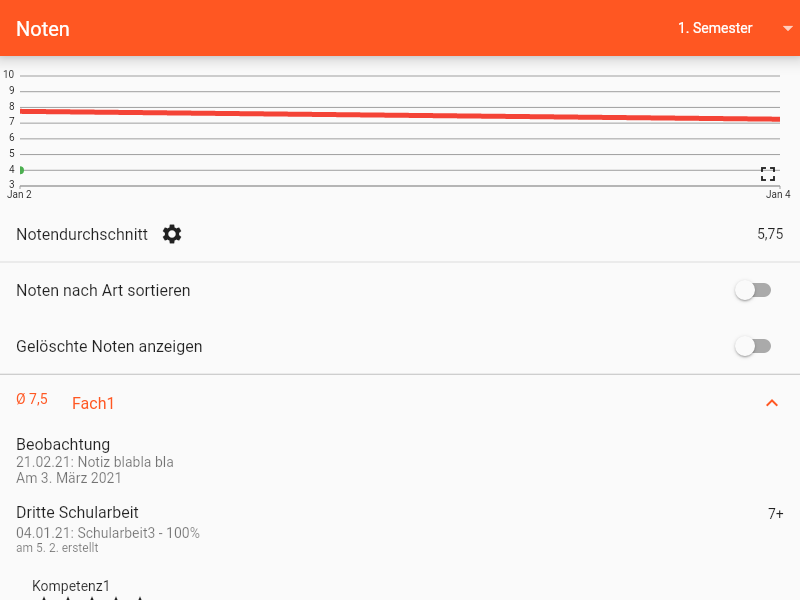 Noten
1. Semester
10
9
8
7
6
5
4
3
Jan 2
Jan 4
Notendurchschnitt
5,75
Noten nach Art sortieren
Gelöschte Noten anzeigen
Ø 7,5
Fach1
Beobachtung
21.02.21: Notiz blabla bla
Am 3. März 2021
Dritte Schularbeit
7+
04.01.21: Schularbeit3 - 100%
am 5. 2. erstellt
Kompetenz1